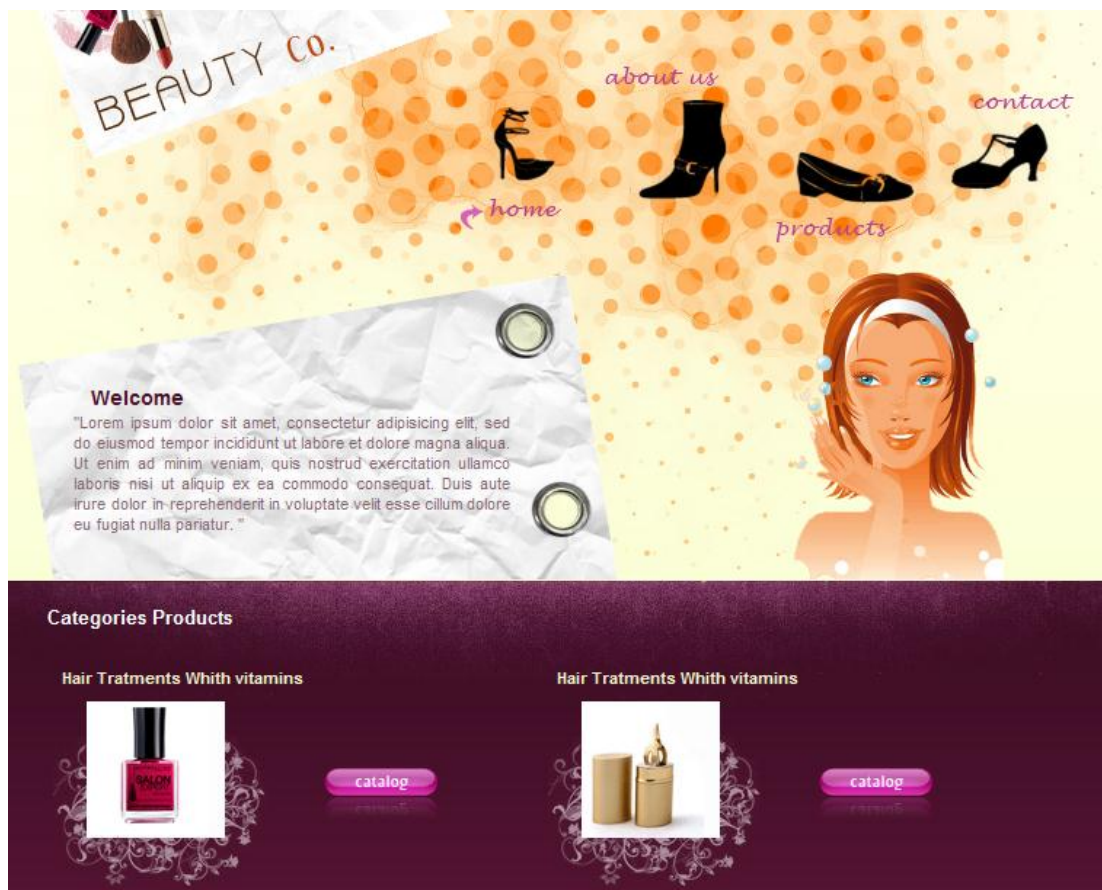 BEAUTY Co.
about us
contact
home
products
Welcome
"Lorem ipsum dolor sit amet, consectetur adipisicing elit, sed
do eiusmod tempor incididunt ut labore et dolore magna aliqua.
Ut enim ad minim veniam, quis nostrud exercitation ullamco
laboris nisi ut aliquip ex ea commodo consequat. Duis aute
irure dolor in reprehenderit in voluptate velit esse cillum dolore
eu fugiat nulla pariatur. "
Categories Products
Hair Tratments Whith vitamins
Hair Tratments Whith vitamins
SALON
EXPERT
catalog
catalog